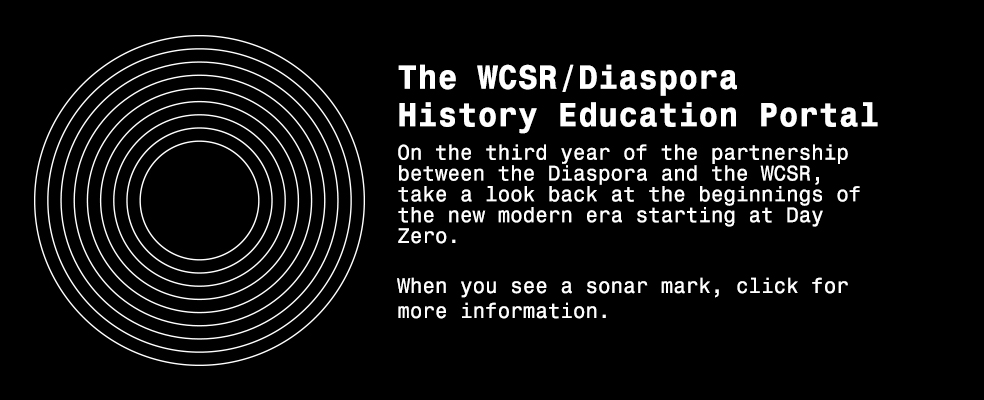 The WCSR/Diaspora
History Education Portal
On the third year of the partnership
between the Diaspora and the WCSR,
take a look back at the beginnings of
the new modern era starting at Day
Zero.
When you see a sonar mark, click for
more information.